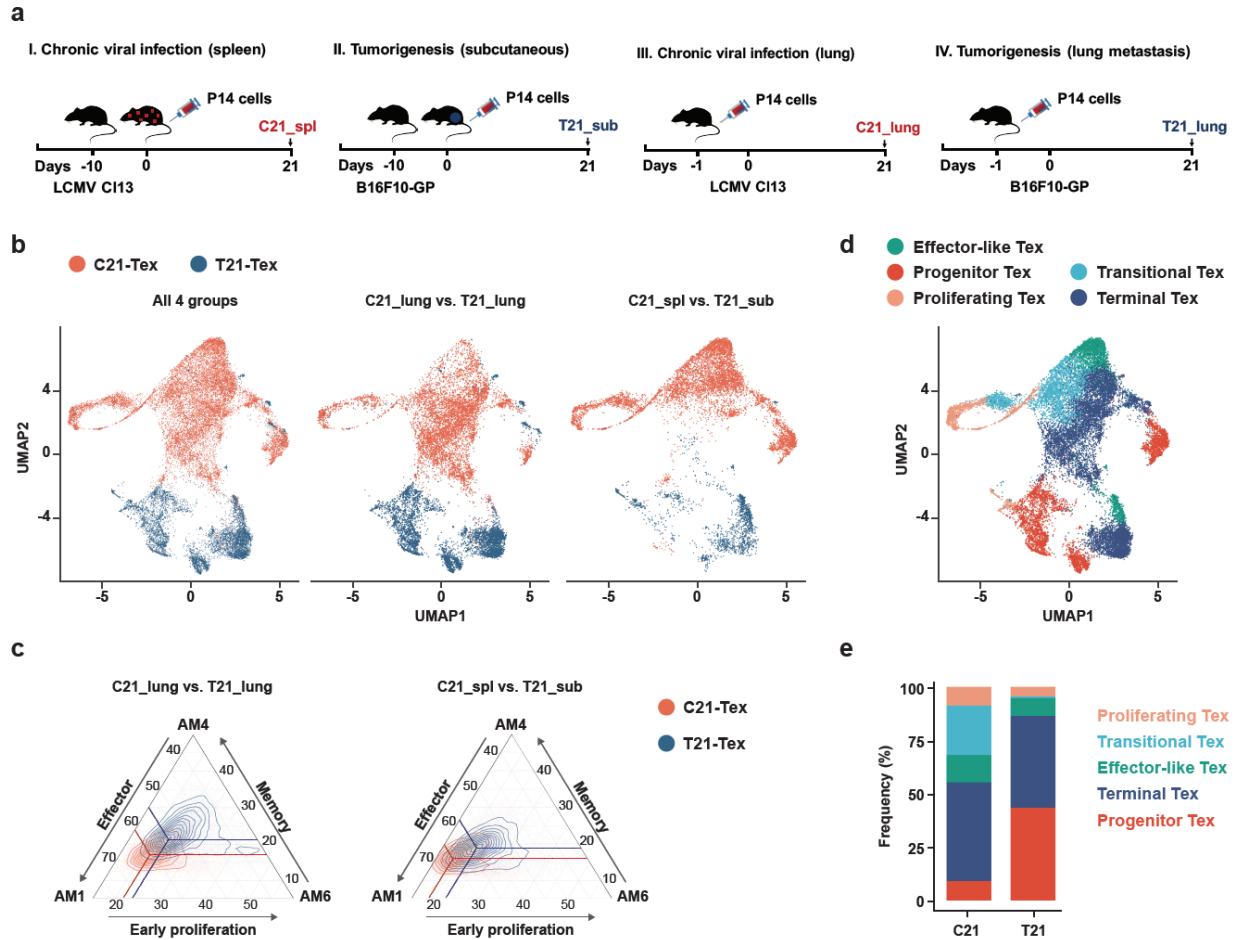 a
I. Chronic viral infection (spleen)
P14 cells
C21_spl
Days -10 0 21
LCMV Cl13
II. Tumorigenesis (subcutaneous)
P14 cells
T21_sub
Days -10 0 21
B16F10-GP
III. Chronic viral infection (lung)
P14 cells
C21_lung
Days -1 0 21
LCMV Cl13
IV. Tumorigenesis (lung metastasis)
P14 cells
T21_lung
Days -1 0 21
B16F10-GP
b
C21-Tex T21-Tex
All 4 groups
C21_lung vs. T21_lung
C21_spl vs. T21_sub
UMAP2
4
0
-4
-5 0 5
-5 0 5
-5 0 5
UMAP1
d
Effector-like Tex
Progenitor Tex Transitional Tex
Proliferating Tex Terminal Tex
UMAP2
4
0
-4
-5 0 5
UMAP1
c
C21_lung vs. T21_lung
AM4
40 40
50 30
60 20
70 10
AM1 AM6
20 30 40 50
Effector
Memory
Early proliferation
C21_spl vs. T21_sub
AM4
40 40
50 30
60 20
70 10
AM1 AM6
20 30 40 50
Effector
Memory
Early proliferation
C21-Tex
T21-Tex
e
Frequency (%)
100
75
50
25
0
C21 T21
Proliferating Tex
Transitional Tex
Effector-like Tex
Terminal Tex
Progenitor Tex